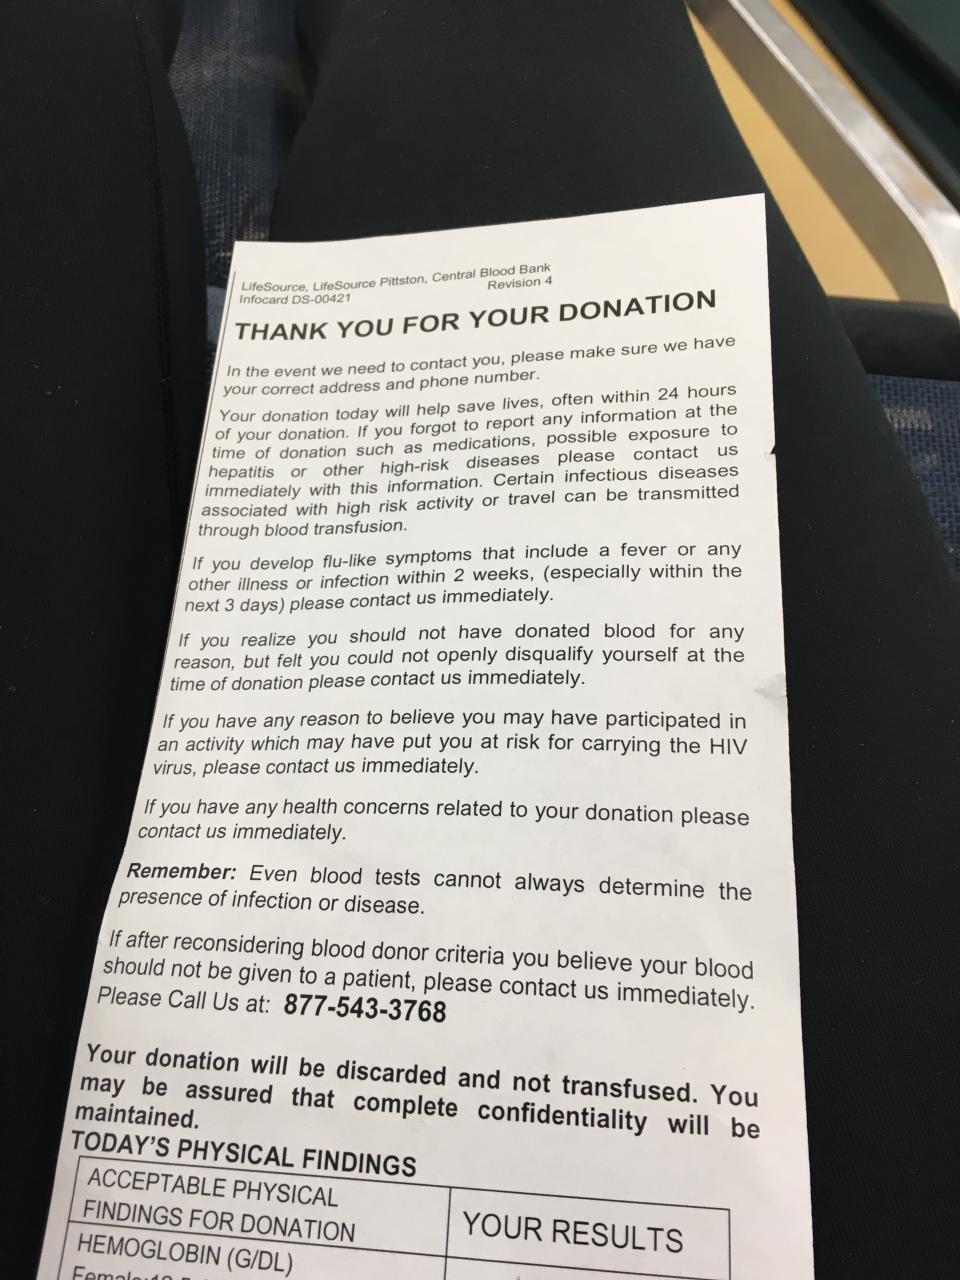 LifeSource, LifeSource Pittston, Central Blood Bank
Infocard DS-00421 Revision 4
THANK YOU FOR YOUR DONATION
In the event we need to contact you, please make sure we have
your correct address and phone number.
Your donation today will help save lives, often within 24 hours
of your donation. If you forgot to report any information at the
time of donation such as medications, possible exposure to
hepatitis or other high-risk diseases please contact us
immediately with this information. Certain infectious diseases
associated with high risk activity or travel can be transmitted
through blood transfusion.
If you develop flu-like symptoms that include a fever or any
other illness or infection within 2 weeks, (especially within the
next 3 days) please contact us immediately.
If you realize you should not have donated blood for any
reason, but felt you could not openly disqualify yourself at the
time of donation please contact us immediately.
If you have any reason to believe you may have participated in
an activity which may have put you at risk for carrying the HIV
virus, please contact us immediately.
If you have any health concerns related to your donation please
contact us immediately.
Remember: Even blood tests cannot always determine the
presence of infection or disease.
If after reconsidering blood donor criteria you believe your blood
should not be given to a patient, please contact us immediately.
Please Call Us at: 877-543-3768
Your donation will be discarded and not transfused. You
may be assured that complete confidentiality will be
maintained.
TODAY'S PHYSICAL FINDINGS
ACCEPTABLE PHYSICAL
FINDINGS FOR DONATION
YOUR RESULTS
HEMOGLOBIN (G/DL)